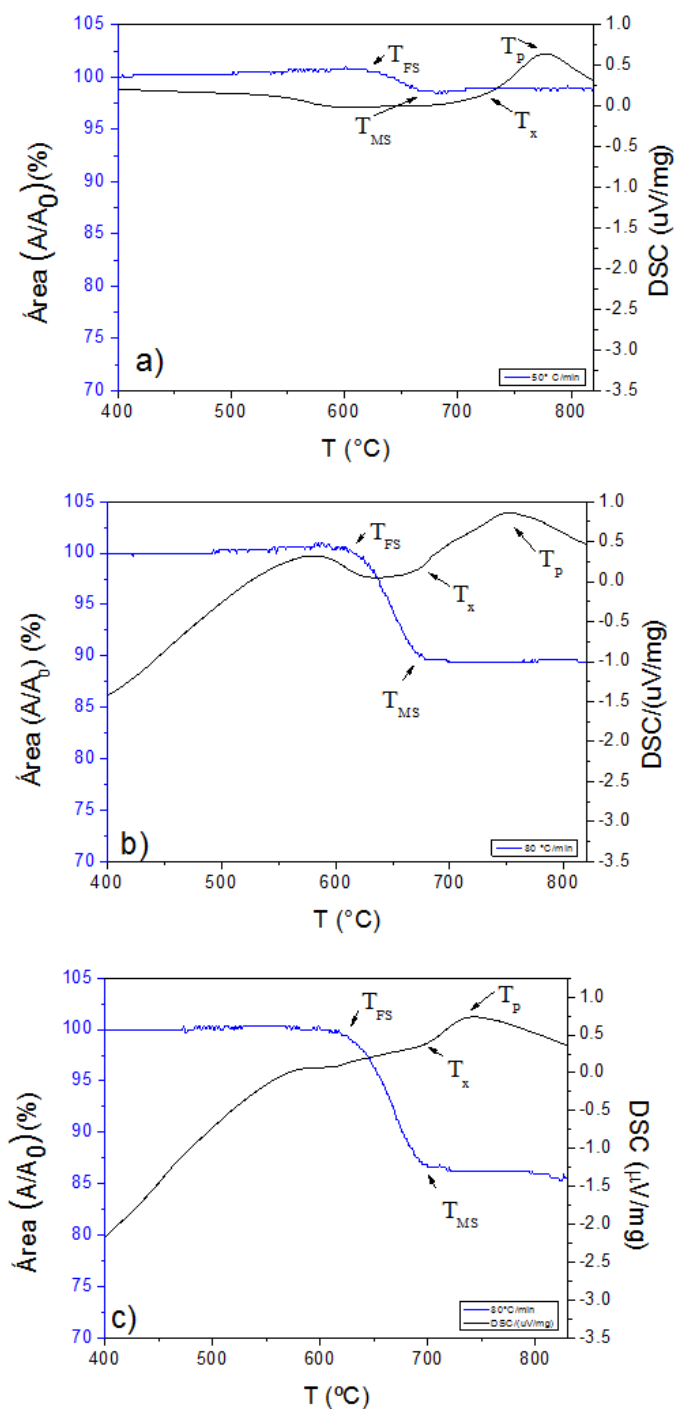 105
100
95
90
85
80
75
70
Área (A/A0)(%)
1.0
0.5
0.0
-0.5
-1.0
-1.5
-2.0
-2.5
-3.0
-3.5
DSC (uV/mg)
TFS
TMS
Tp
Tx
a)
50° C/min
400 500 600 700 800
T (°C)
105
100
95
90
85
80
75
70
Área (A/A0) (%)
1.0
0.5
0.0
-0.5
-1.0
-1.5
-2.0
-2.5
-3.0
-3.5
DSC/(uV/mg)
TFS
TMS
Tx
Tp
b)
80 °C/min
400 500 600 700 800
T (°C)
105
100
95
90
85
80
75
70
Área (A/A0)(%)
1.0
0.5
0.0
-0.5
-1.0
-1.5
-2.0
-2.5
-3.0
-3.5
DSC (μV/mg)
TFS
TMS
Tp
Tx
c)
80°C/min
DSC/(uV/mg)
400 500 600 700 800
T (ºC)